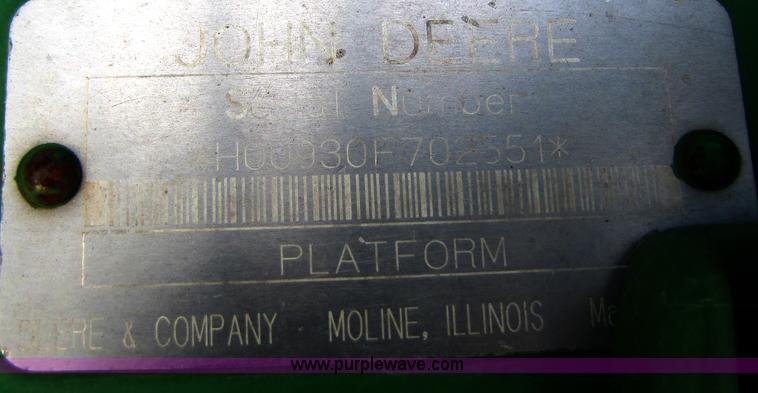 JOHN DEERE
Serial Number
*H00930F702551*
PLATFORM
DEERE & COMPANY MOLINE, ILLINOIS
www.purplewave.com